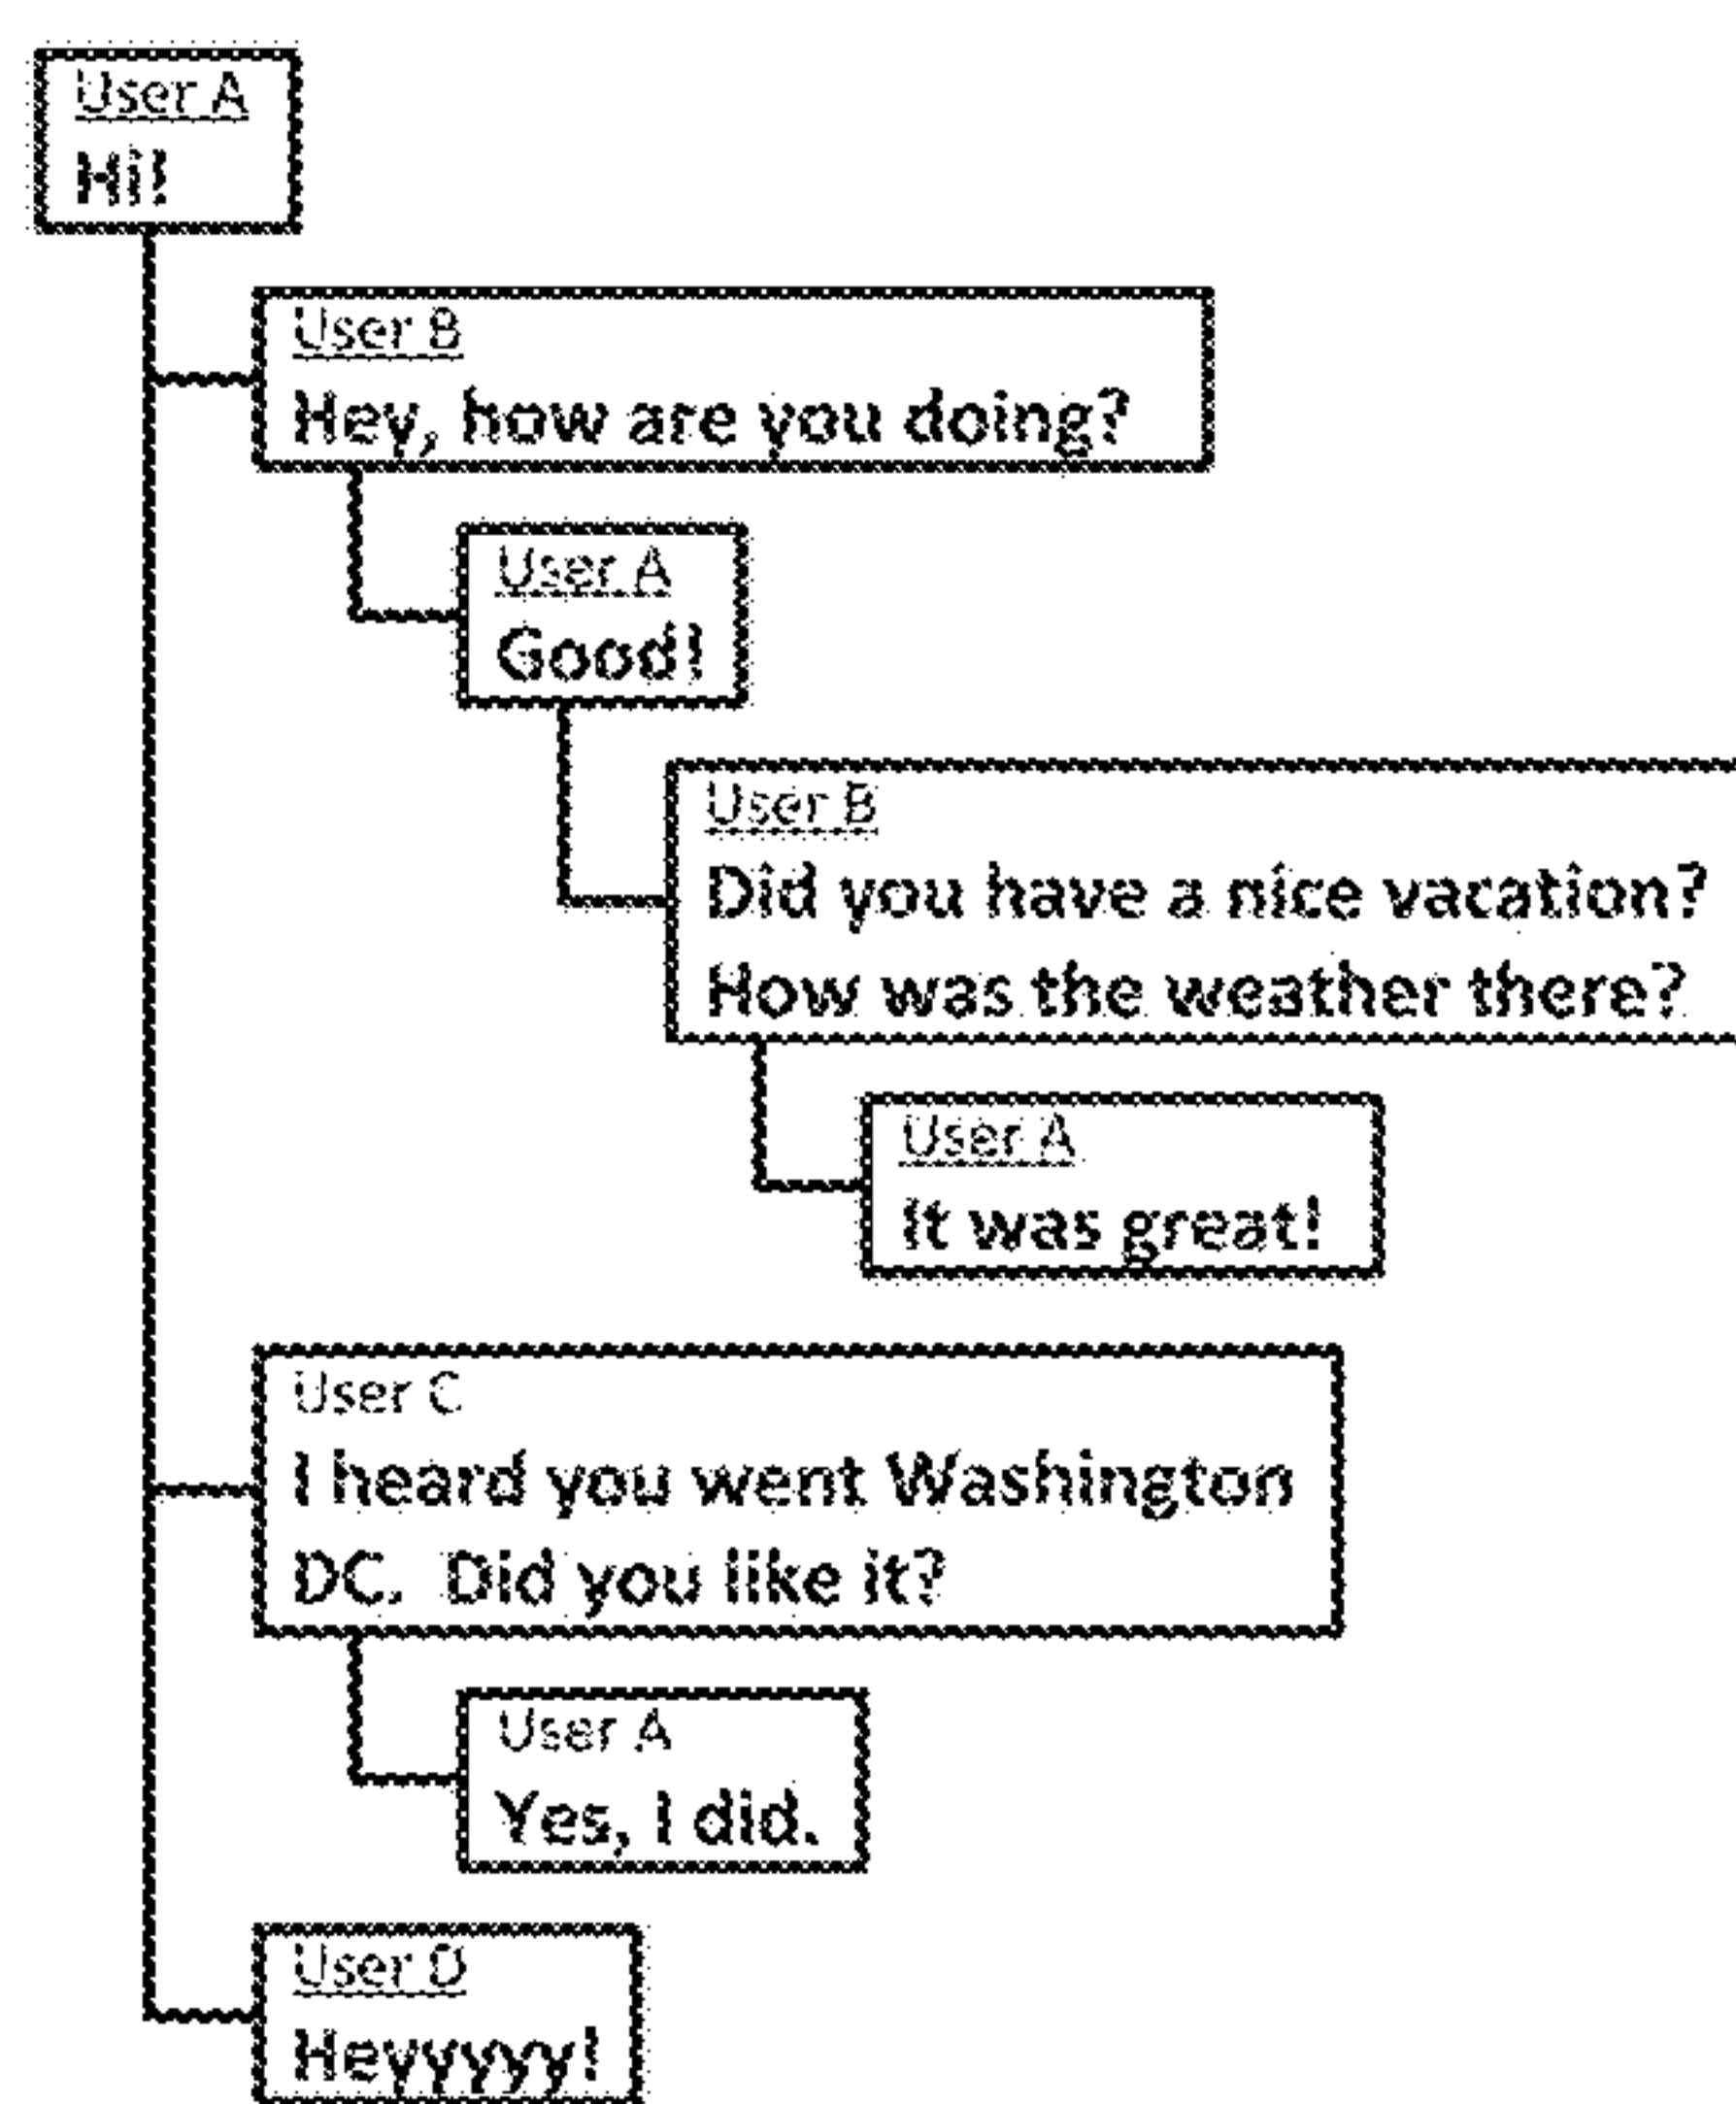 User A
Hi!
User B
Hey, how are you doing?
User A
Good!
User B
Did you have a nice vacation?
How was the weather there?
User A
It was great!
User C
I heard you went Washington
DC.  Did you like it?
User A
Yes, I did.
User D
Heyyyyy!